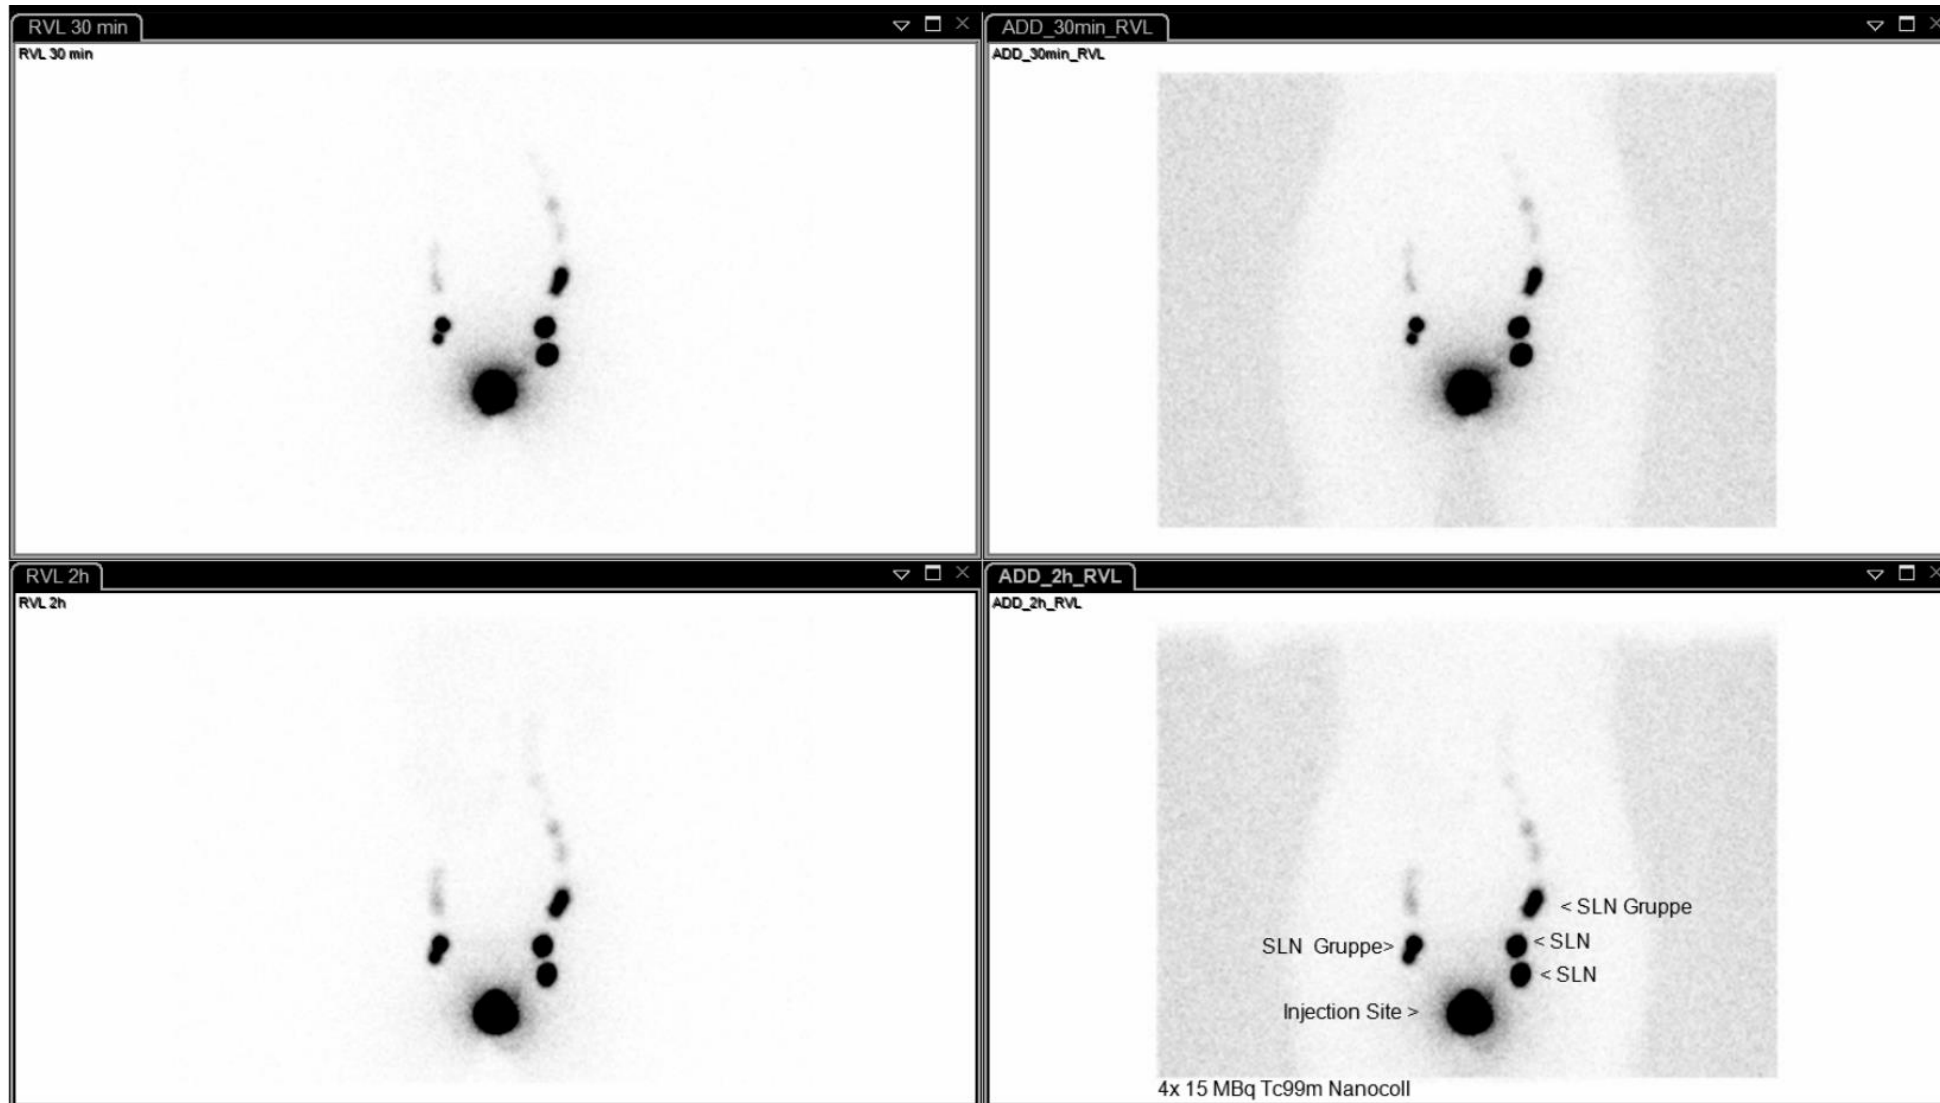 RVL 30 min
RVL 30 min
ADD_30min_RVL
ADD_30min_RVL
RVL 2h
RVL 2h
ADD_2h_RVL
ADD_2h_RVL
< SLN Gruppe
SLN Gruppe>
< SLN
< SLN
Injection Site >
4x 15 MBq Tc99m Nanocoll